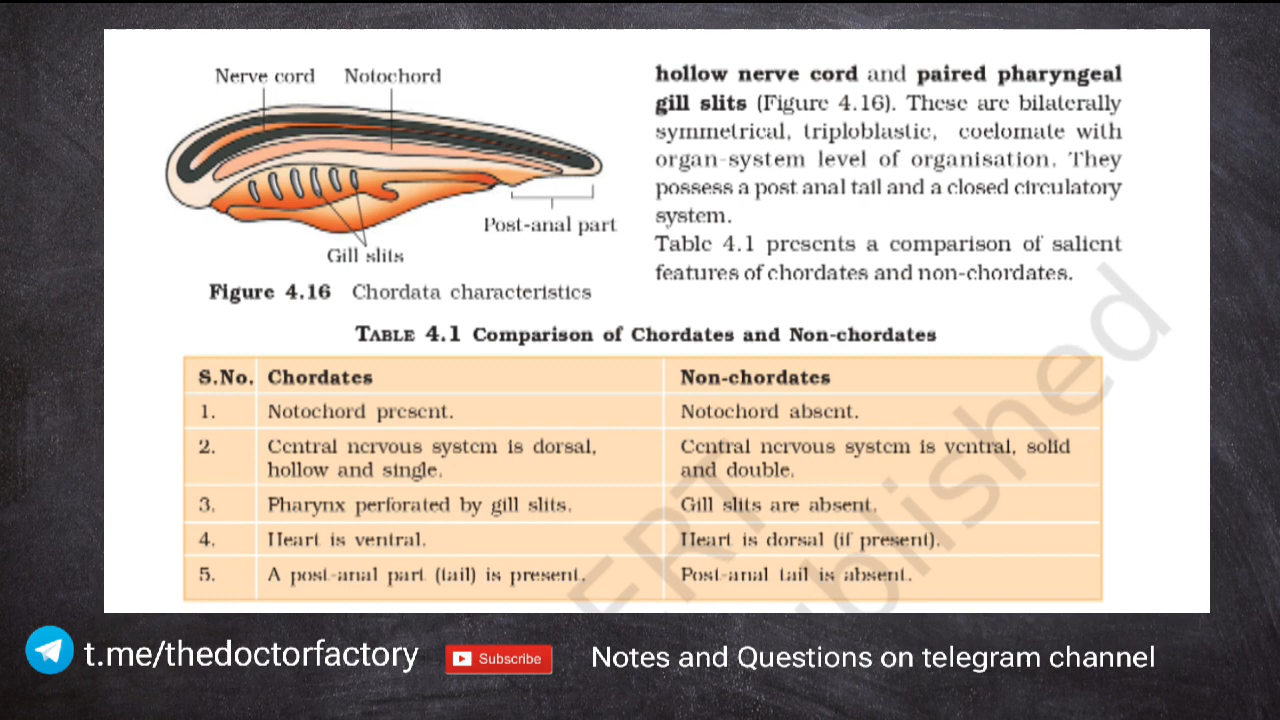 Nerve cord Notochord
Gill slits
Post-anal part
Figure 4.16 Chordata characteristics
hollow nerve cord and paired pharyngeal
gill slits (Figure 4.16). These are bilaterally
symmetrical, triploblastic, coelomate with
organ-system level of organisation. They
possess a post anal tail and a closed circulatory
system.
Table 4.1 presents a comparison of salient
features of chordates and non-chordates.
TABLE 4.1 Comparison of Chordates and Non-chordates
S.No. Chordates Non-chordates
1. Notochord present. Notochord absent.
2. Central nervous system is dorsal, Central nervous system is ventral, solid
hollow and single. and double.
3. Pharynx perforated by gill slits. Gill slits are absent.
4. Heart is ventral. Heart is dorsal (if present).
5. A post-anal part (tail) is present. Post-anal tail is absent.
t.me/thedoctorfactory Subscribe Notes and Questions on telegram channel